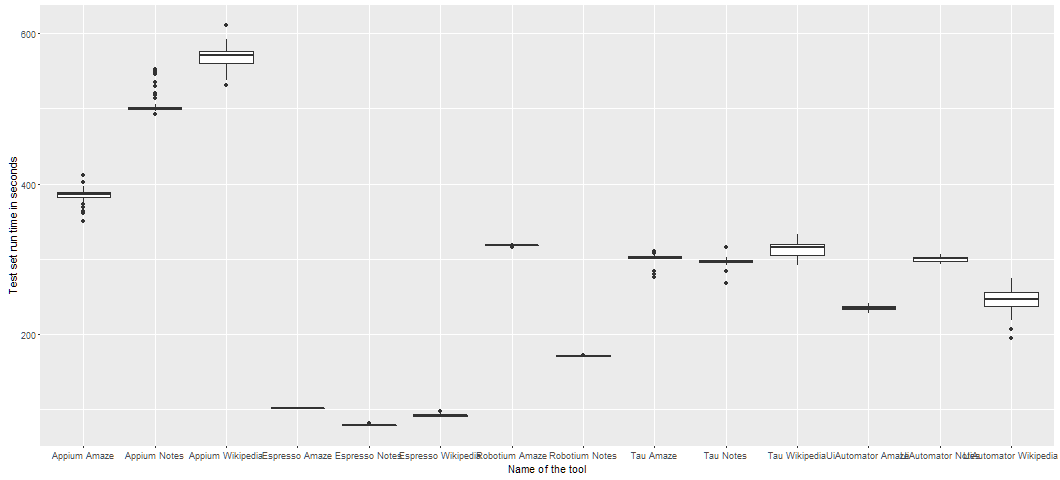 Test set run time in seconds
600
400
200
Appium Amaze
Appium Notes
Appium Wikipedia
Espresso Amaze
Espresso Notes
Espresso Wikipedia
Robotium Amaze
Robotium Notes
Tau Amaze
Tau Notes
Tau Wikipedia
UiAutomator Amaze
UiAutomator Notes
UiAutomator Wikipedia
Name of the tool